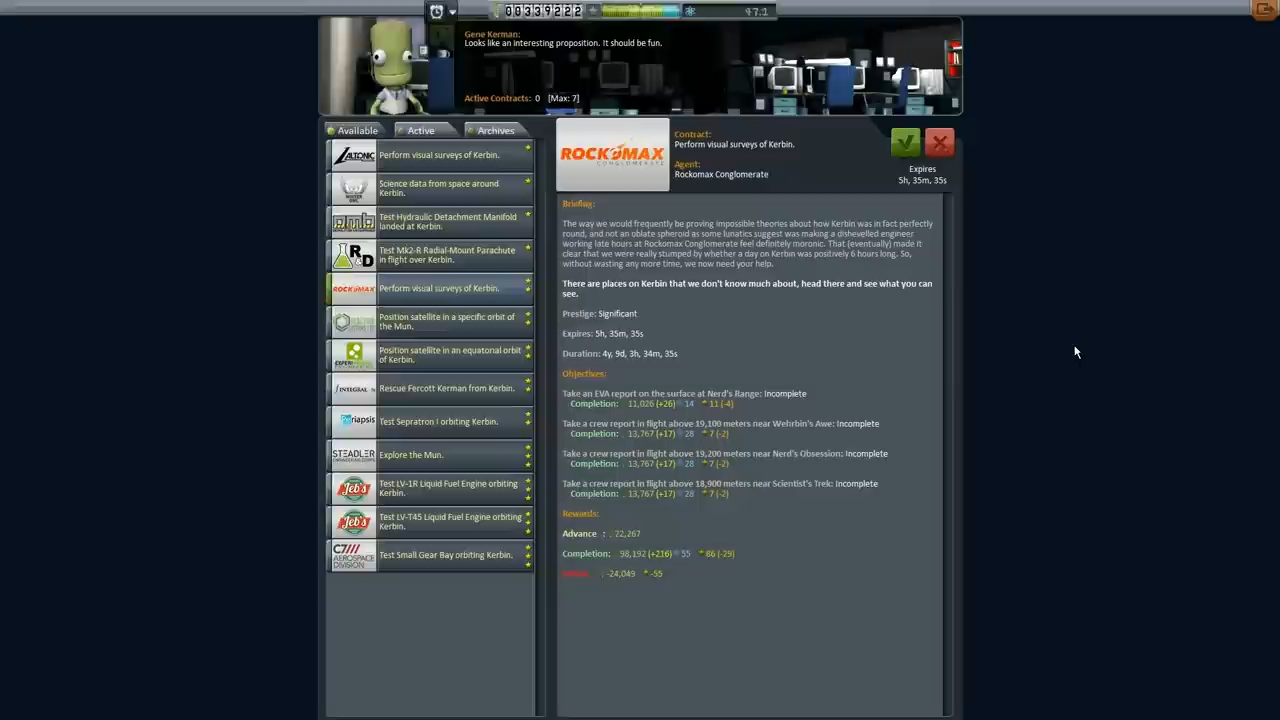 00339222
47.1
Gene Kerman:
Looks like an interesting proposition. It should be fun.
Active Contracts: 0 [Max: 7]
Available
Active
Archives
Perform visual surveys of Kerbin.
Science data from space around
Kerbin.
Test Hydraulic Detachment Manifold
landed at Kerbin.
R&D
Test Mk2-R Radial-Mount Parachute
in flight over Kerbin.
ROCKOMAX
Perform visual surveys of Kerbin.
Position satellite in a specific orbit of
the Mun.
Position satellite in an equatorial orbit
of Kerbin.
INTEGRAL
Rescue Fercott Kerman from Kerbin.
Test Sepratron I orbiting Kerbin.
STEADLER
Explore the Mun.
Jeb's
Test LV-1R Liquid Fuel Engine orbiting
Kerbin.
Jeb's
Test LV-T45 Liquid Fuel Engine orbiting
Kerbin.
C7
AEROSPACE
DIVISION
Test Small Gear Bay orbiting Kerbin.
ROCKOMAX
CONGLOMERATE
Contract:
Perform visual surveys of Kerbin.
Agent:
Rockomax Conglomerate
Expires
5h, 35m, 35s
Briefing:
The way we would frequently be proving impossible theories about how Kerbin was in fact perfectly
round, and not an oblate spheroid as some lunatics suggest was making a dishevelled engineer
working late hours at Rockomax Conglomerate feel definitely moronic. That (eventually) made it
clear that we were really stumped by whether a day on Kerbin was positively 6 hours long. So,
without wasting any more time, we now need your help.
There are places on Kerbin that we don't know much about, head there and see what you can
see.
Prestige: Significant
Expires: 5h, 35m, 35s
Duration: 4y, 9d, 3h, 34m, 35s
Objectives:
Take an EVA report on the surface at Nerd's Range: Incomplete
Completion: 11,026 (+26) 14 11 (-4)
Take a crew report in flight above 19,100 meters near Wehrbin's Awe: Incomplete
Completion: 13,767 (+17) 28 7 (-2)
Take a crew report in flight above 19,200 meters near Nerd's Obsession: Incomplete
Completion: 13,767 (+17) 28 7 (-2)
Take a crew report in flight above 18,900 meters near Scientist's Trek: Incomplete
Completion: 13,767 (+17) 28 7 (-2)
Rewards:
Advance : 22,267
Completion: 98,192 (+216) 55 86 (-29)
-24,049 -55